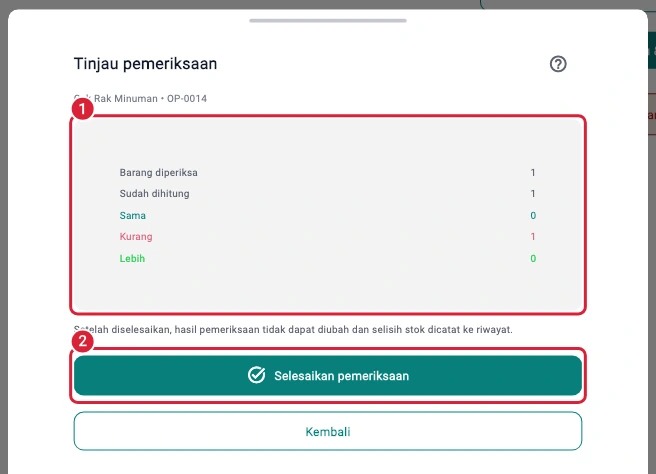 Tinjau pemeriksaan
Rak Minuman • OP-0014
1
Barang diperiksa 1
Sudah dihitung 1
Sama 0
Kurang 1
Lebih 0
Setelah diselesaikan, hasil pemeriksaan tidak dapat diubah dan selisih stok dicatat ke riwayat.
2
Selesaikan pemeriksaan
Kembali